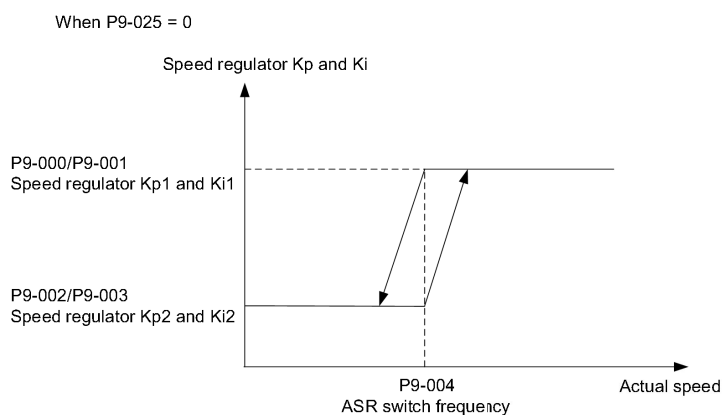 When P9-025 = 0
Speed regulator Kp and Ki
P9-000/P9-001
Speed regulator Kp1 and Ki1
P9-002/P9-003
Speed regulator Kp2 and Ki2
P9-004
ASR switch frequency
Actual speed